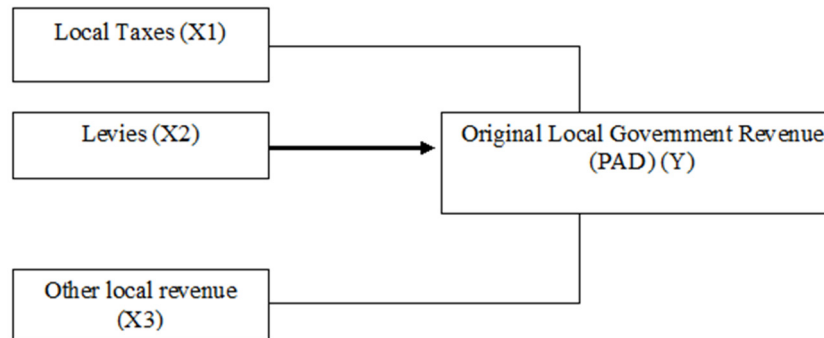 Local Taxes (X1)
Levies (X2)
Original Local Government Revenue
(PAD) (Y)
Other local revenue
(X3)